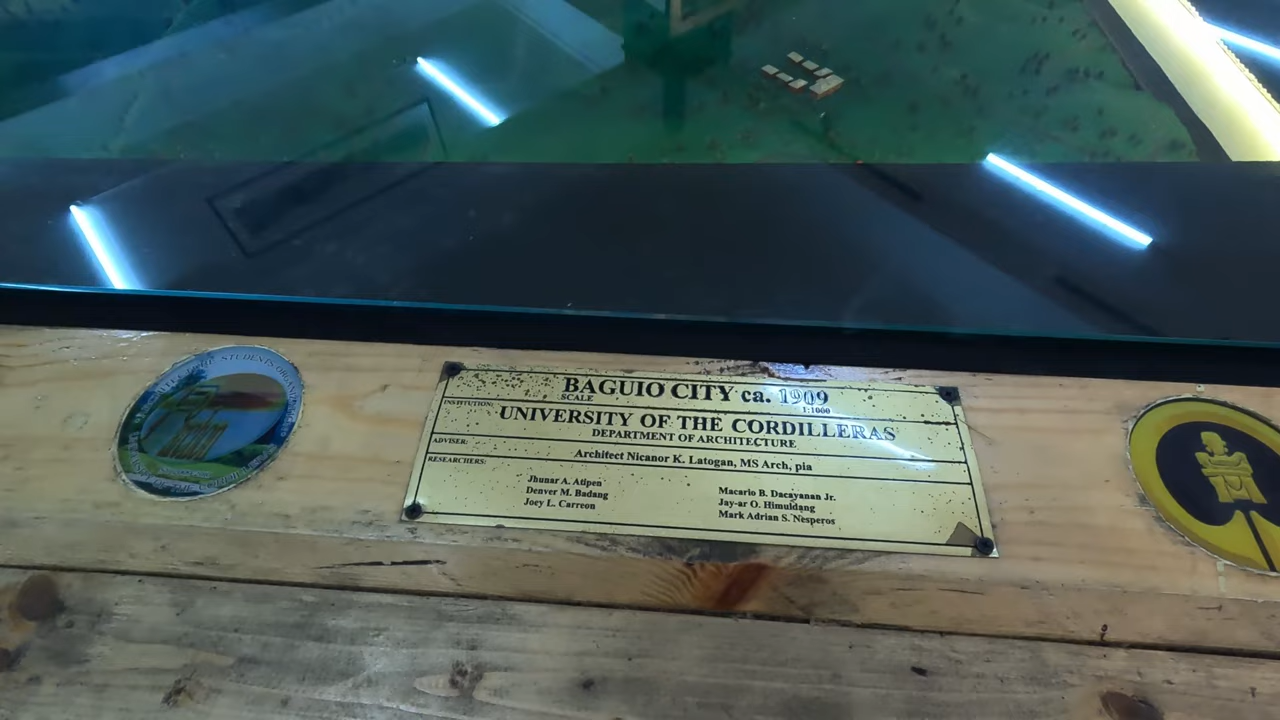 BAGUIO CITY ca. 1909
SCALE 1:1000
INSTITUTION:
UNIVERSITY OF THE CORDILLERAS
DEPARTMENT OF ARCHITECTURE
ADVISER:
Architect Nicanor K. Latogan, MS Arch, pia
RESEARCHERS:
Jhunar A. Atipen
Denver M. Badang
Joey L. Carreon
Macario B. Dacayanan Jr.
Jay-ar O. Himuldang
Mark Adrian S. Nesperos
STUDENTS